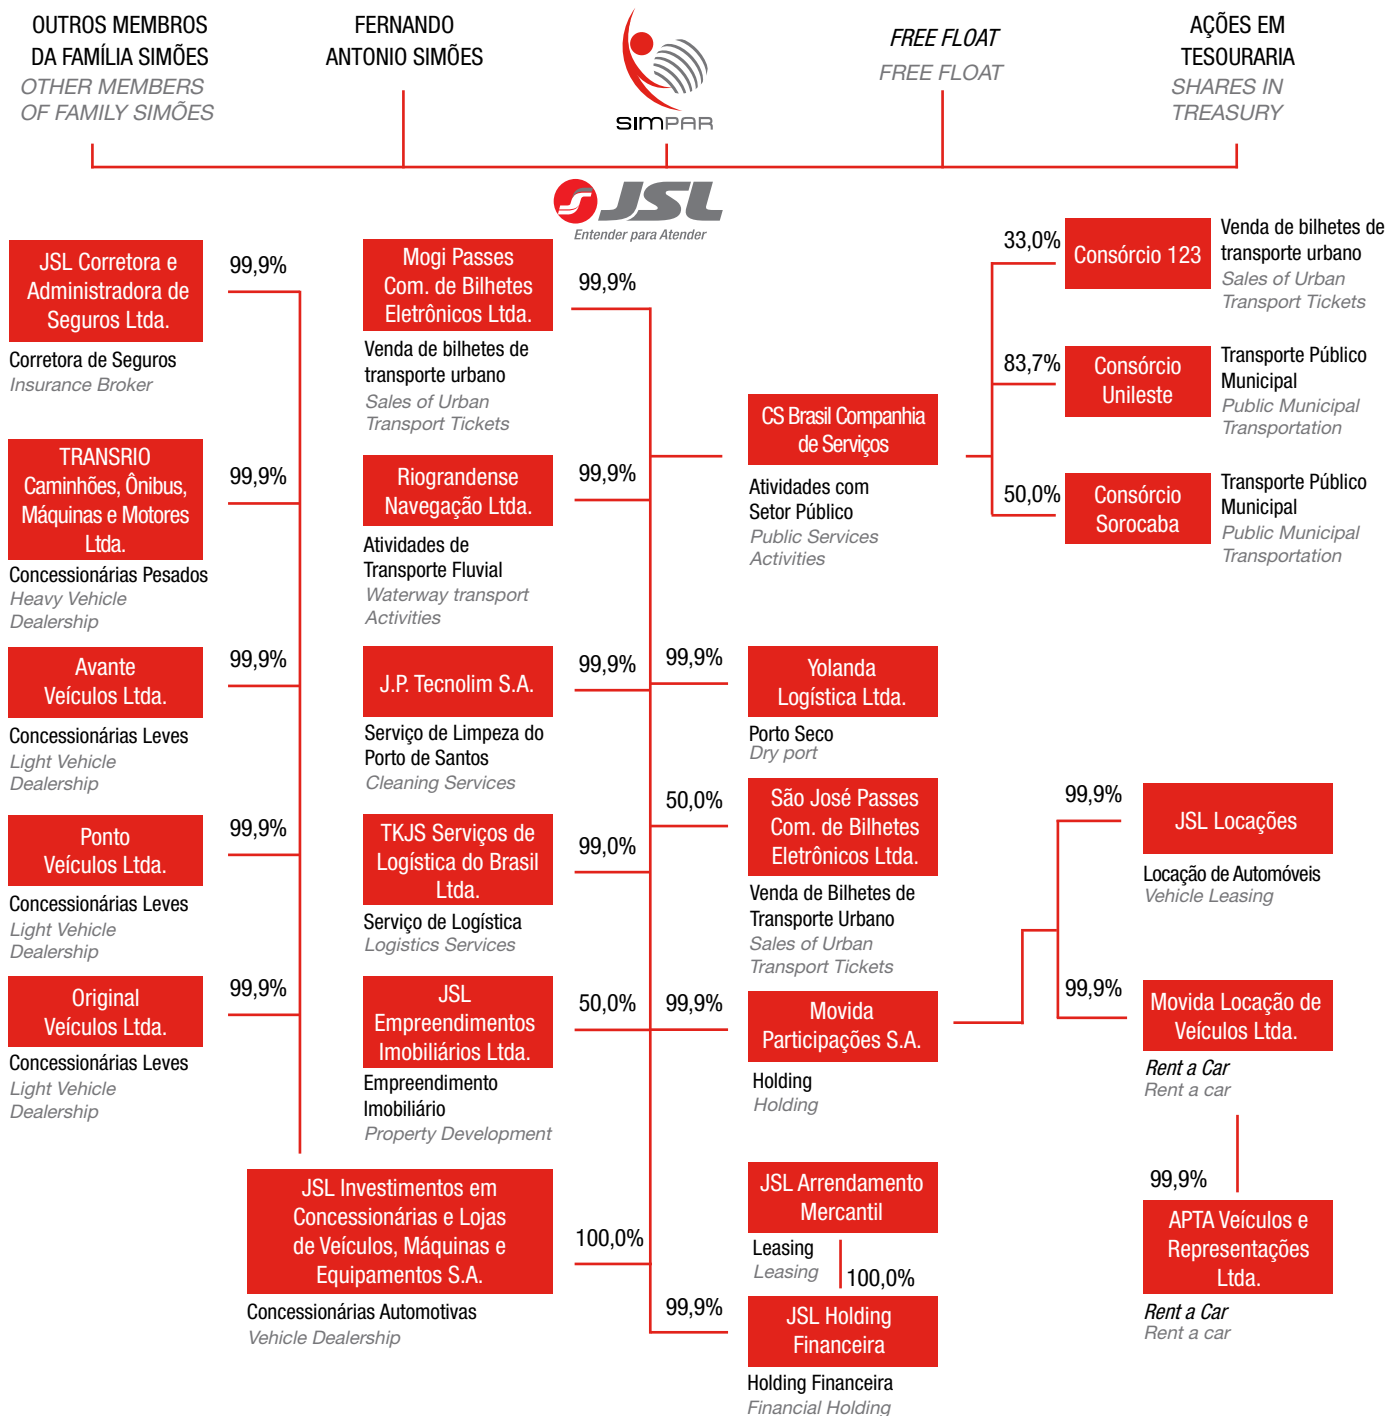 OUTROS MEMBROS
DA FAMÍLIA SIMÕES
OTHER MEMBERS
OF FAMILY SIMÕES
FERNANDO
ANTONIO SIMÕES
SIMPAR
FREE FLOAT
FREE FLOAT
AÇÕES EM
TESOURARIA
SHARES IN
TREASURY
JSL
Entender para Atender
JSL Corretora e
Administradora de
Seguros Ltda.
99,9%
Corretora de Seguros
Insurance Broker
TRANSRIO
Caminhões, Ônibus,
Máquinas e Motores
Ltda.
99,9%
Concessionárias Pesados
Heavy Vehicle
Dealership
Avante
Veículos Ltda.
99,9%
Concessionárias Leves
Light Vehicle
Dealership
Ponto
Veículos Ltda.
99,9%
Concessionárias Leves
Light Vehicle
Dealership
Original
Veículos Ltda.
99,9%
Concessionárias Leves
Light Vehicle
Dealership
Mogi Passes
Com. de Bilhetes
Eletrônicos Ltda.
99,9%
Venda de bilhetes de
transporte urbano
Sales of Urban
Transport Tickets
Riograndense
Navegação Ltda.
99,9%
Atividades de
Transporte Fluvial
Waterway transport
Activities
J.P. Tecnolim S.A.
99,9%
Serviço de Limpeza do
Porto de Santos
Cleaning Services
TKJS Serviços de
Logística do Brasil
Ltda.
99,0%
Serviço de Logística
Logistics Services
JSL
Empreendimentos
Imobiliários Ltda.
50,0%
Empreendimento
Imobiliário
Property Development
JSL Investimentos em
Concessionárias e Lojas
de Veículos, Máquinas e
Equipamentos S.A.
100,0%
Concessionárias Automotivas
Vehicle Dealership
CS Brasil Companhia
de Serviços
Atividades com
Setor Público
Public Services
Activities
99,9%
Yolanda
Logística Ltda.
Porto Seco
Dry port
50,0%
São José Passes
Com. de Bilhetes
Eletrônicos Ltda.
Venda de Bilhetes de
Transporte Urbano
Sales of Urban
Transport Tickets
99,9%
Movida
Participações S.A.
Holding
Holding
JSL Arrendamento
Mercantil
Leasing
Leasing
100,0%
99,9%
JSL Holding
Financeira
Holding Financeira
Financial Holding
33,0%
Consórcio 123
Venda de bilhetes de
transporte urbano
Sales of Urban
Transport Tickets
83,7%
Consórcio
Unileste
Transporte Público
Municipal
Public Municipal
Transportation
50,0%
Consórcio
Sorocaba
Transporte Público
Municipal
Public Municipal
Transportation
99,9%
JSL Locações
Locação de Automóveis
Vehicle Leasing
99,9%
Movida Locação de
Veículos Ltda.
Rent a Car
Rent a car
99,9%
APTA Veículos e
Representações
Ltda.
Rent a Car
Rent a car